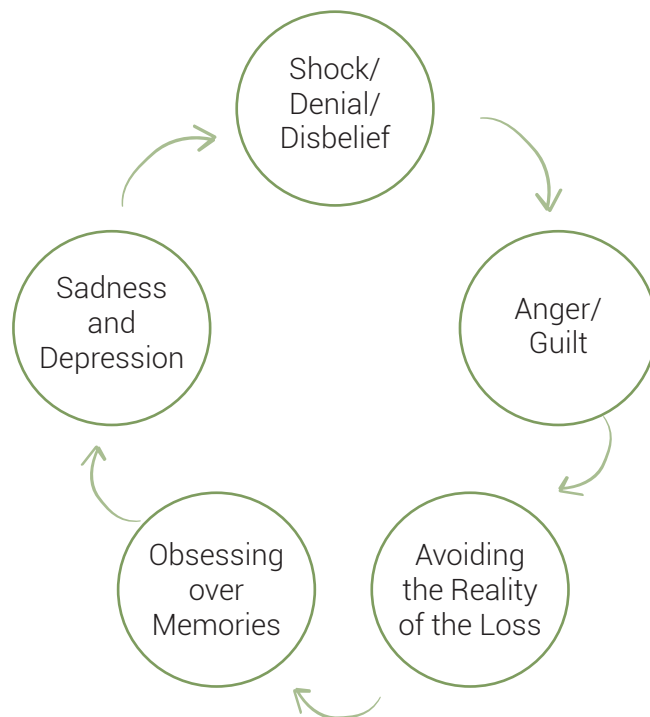 Shock/
Denial/
Disbelief
Anger/
Guilt
Avoiding
the Reality
of the Loss
Obsessing
over
Memories
Sadness
and
Depression